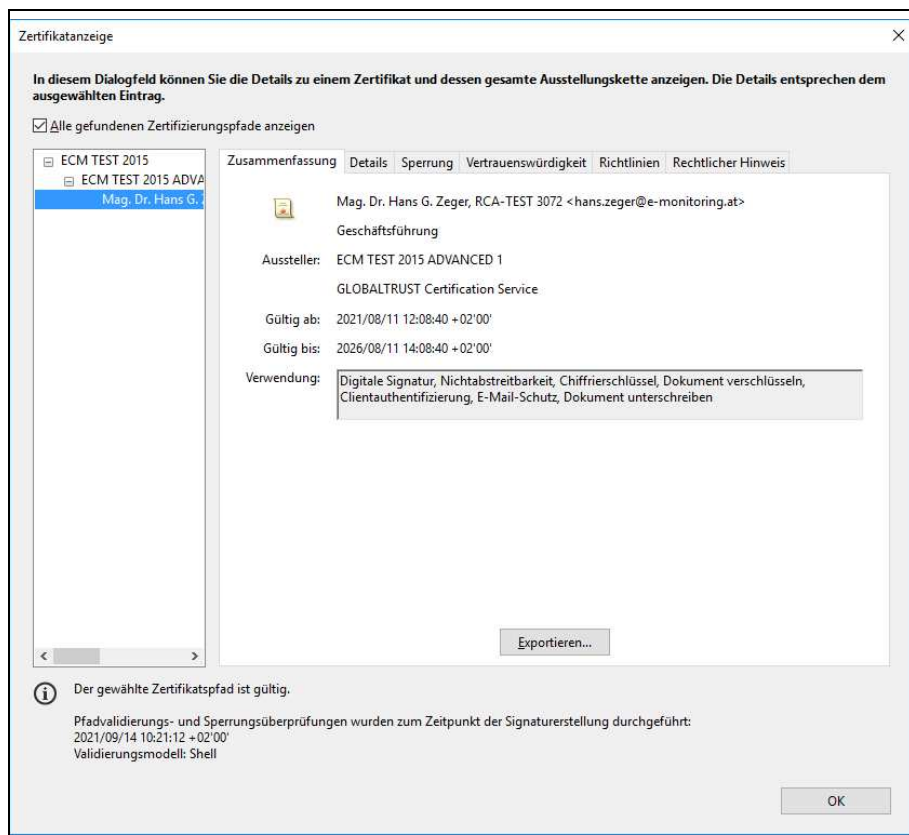 Zertifikatanzeige
In diesem Dialogfeld können Sie die Details zu einem Zertifikat und dessen gesamte Ausstellungskette anzeigen. Die Details entsprechen dem
ausgewählten Eintrag.
Alle gefundenen Zertifizierungspfade anzeigen
ECM TEST 2015
ECM TEST 2015 ADVA
Mag. Dr. Hans G.
Zusammenfassung Details Sperrung Vertrauenswürdigkeit Richtlinien Rechtlicher Hinweis
Mag. Dr. Hans G. Zeger, RCA-TEST 3072 <hans.zeger@e-monitoring.at>
Geschäftsführung
Aussteller: ECM TEST 2015 ADVANCED 1
GLOBALTRUST Certification Service
Gültig ab: 2021/08/11 12:08:40 +02'00'
Gültig bis: 2026/08/11 14:08:40 +02'00'
Verwendung: Digitale Signatur, Nichtabstreitbarkeit, Chiffrierschlüssel, Dokument verschlüsseln,
Clientauthentifizierung, E-Mail-Schutz, Dokument unterschreiben
Exportieren...
Der gewählte Zertifikatspfad ist gültig.
Pfadvalidierungs- und Sperrungsüberprüfungen wurden zum Zeitpunkt der Signaturerstellung durchgeführt:
2021/09/14 10:21:12 +02'00'
Validierungsmodell: Shell
OK